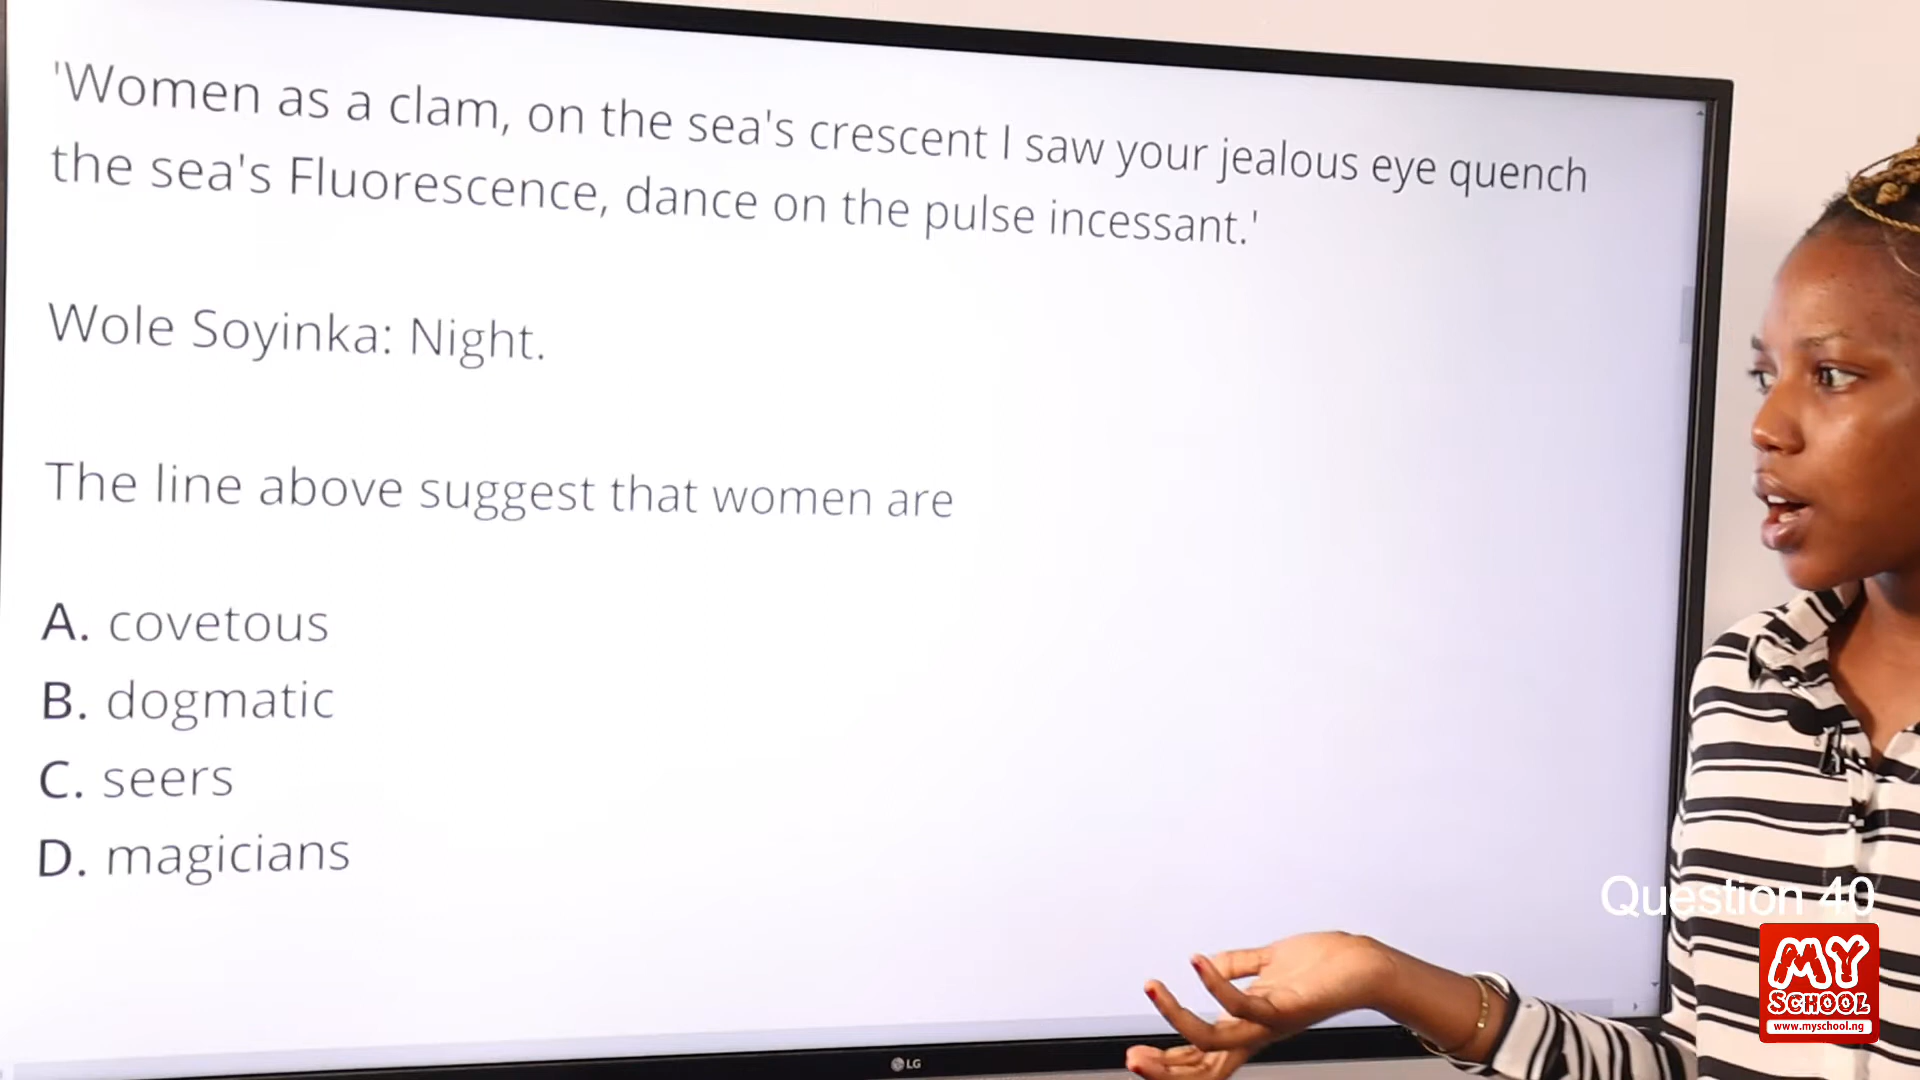 'Women as a clam, on the sea's crescent I saw your jealous eye quench
the sea's Fluorescence, dance on the pulse incessant.'
Wole Soyinka: Night.
The line above suggest that women are
A. covetous
B. dogmatic
C. seers
D. magicians
Question 40
MY
SCHOOL
www.myschool.ng
LG